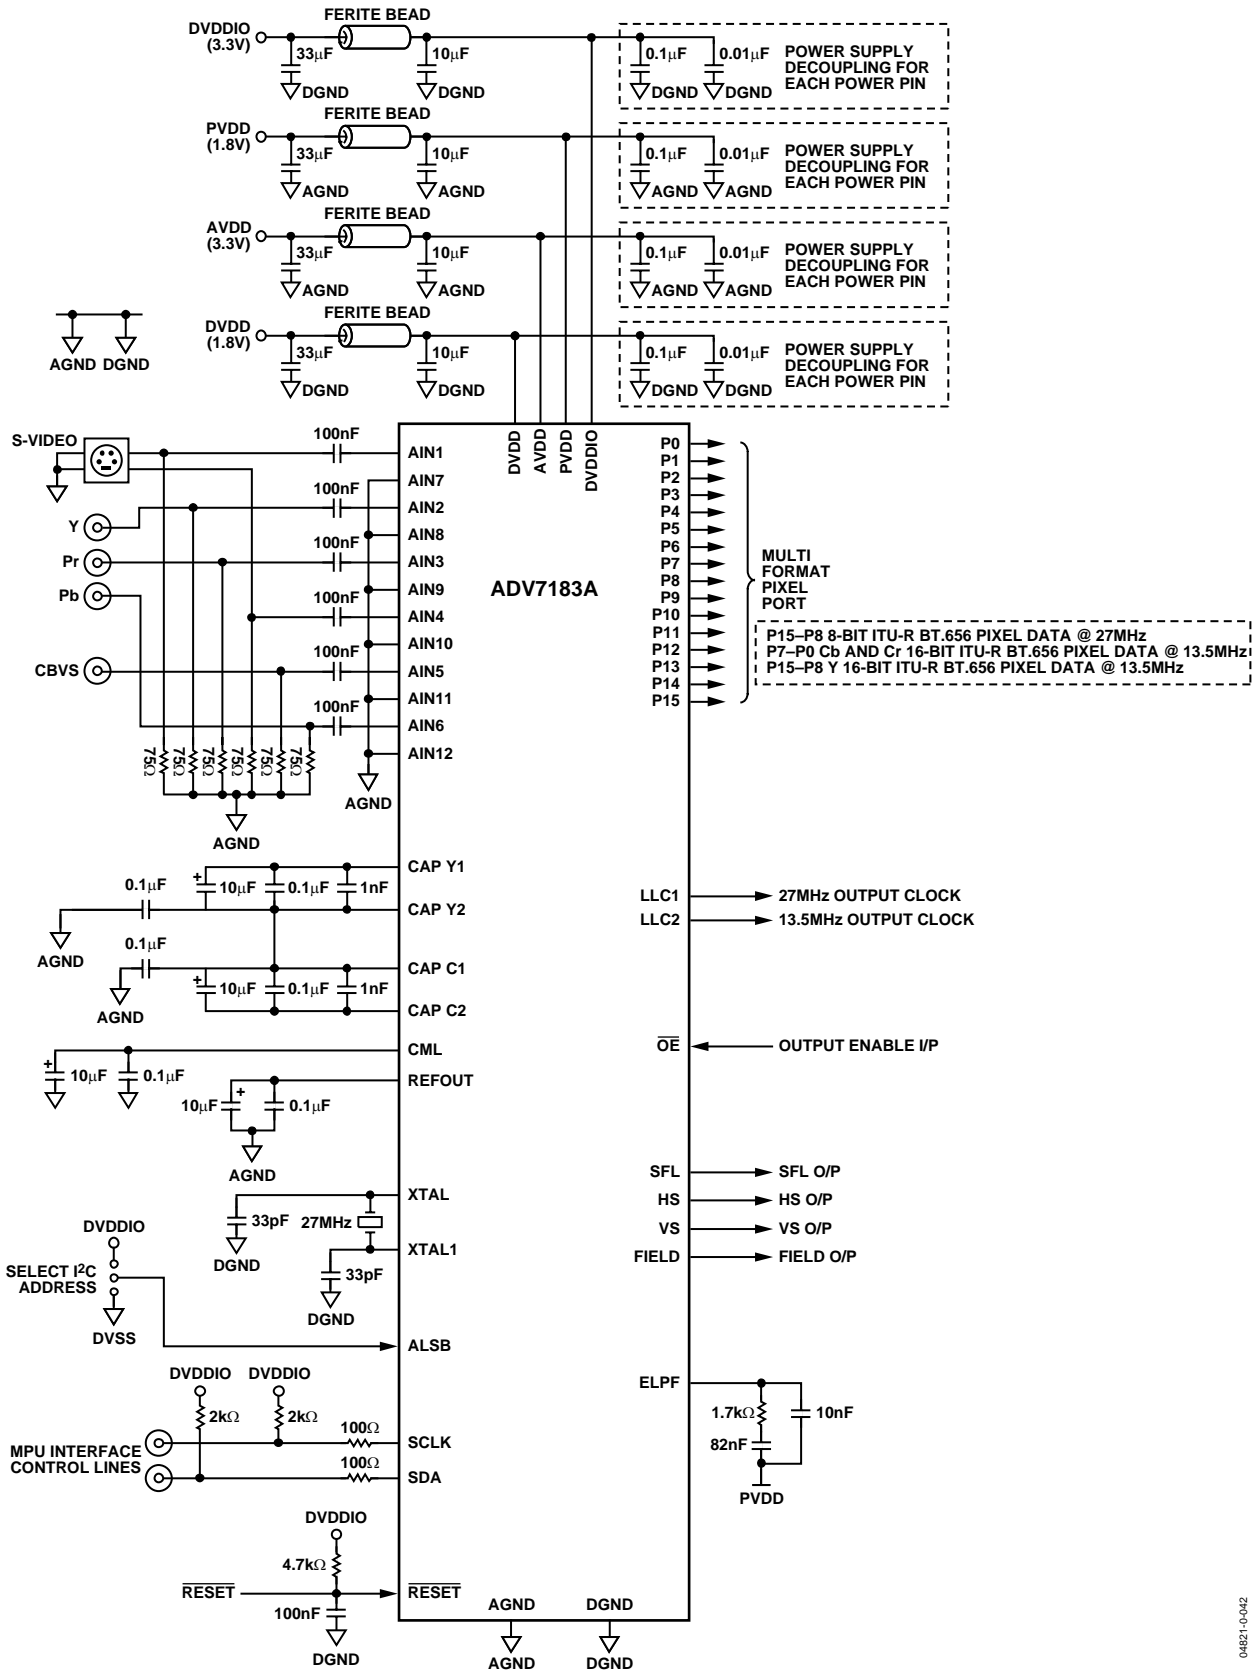 FERITE BEAD
DVDDIO
(3.3V)
33μF
10μF
0.1μF
0.01μF
POWER SUPPLY
DECOUPLING FOR
EACH POWER PIN
DGND
DGND
DGND
DGND
FERITE BEAD
PVDD
(1.8V)
33μF
10μF
0.1μF
0.01μF
POWER SUPPLY
DECOUPLING FOR
EACH POWER PIN
AGND
AGND
AGND
AGND
FERITE BEAD
AVDD
(3.3V)
33μF
10μF
0.1μF
0.01μF
POWER SUPPLY
DECOUPLING FOR
EACH POWER PIN
AGND
AGND
AGND
AGND
FERITE BEAD
DVDD
(1.8V)
33μF
10μF
0.1μF
0.01μF
POWER SUPPLY
DECOUPLING FOR
EACH POWER PIN
DGND
DGND
DGND
DGND
AGND DGND
S-VIDEO
Y
Pr
Pb
CBVS
100nF
100nF
100nF
100nF
100nF
100nF
75Ω
75Ω
75Ω
75Ω
75Ω
75Ω
AGND
AGND
AIN1
AIN7
AIN2
AIN8
AIN3
AIN9
AIN4
AIN10
AIN5
AIN11
AIN6
AIN12
DVDD
AVDD
PVDD
DVDDIO
ADV7183A
P0
P1
P2
P3
P4
P5
P6
P7
P8
P9
P10
P11
P12
P13
P14
P15
MULTI
FORMAT
PIXEL
PORT
P15–P8 8-BIT ITU-R BT.656 PIXEL DATA @ 27MHz
P7–P0 Cb AND Cr 16-BIT ITU-R BT.656 PIXEL DATA @ 13.5MHz
P15–P8 Y 16-BIT ITU-R BT.656 PIXEL DATA @ 13.5MHz
CAP Y1
0.1μF
+
10μF
0.1μF
1nF
CAP Y2
AGND
0.1μF
CAP C1
AGND
+
10μF
0.1μF
1nF
CAP C2
LLC1
27MHz OUTPUT CLOCK
LLC2
13.5MHz OUTPUT CLOCK
CML
+
10μF
0.1μF
REFOUT
10μF
+
0.1μF
AGND
OE
OUTPUT ENABLE I/P
XTAL
33pF
27MHz
DGND
XTAL1
33pF
DGND
SFL
SFL O/P
HS
HS O/P
VS
VS O/P
FIELD
FIELD O/P
DVDDIO
SELECT I2C
ADDRESS
DVSS
ALSB
DVDDIO
DVDDIO
2kΩ
2kΩ
MPU INTERFACE
CONTROL LINES
100Ω
SCLK
100Ω
SDA
ELPF
1.7kΩ
10nF
82nF
PVDD
DVDDIO
4.7kΩ
RESET
RESET
100nF
DGND
AGND
DGND
AGND
DGND
04821-0-042